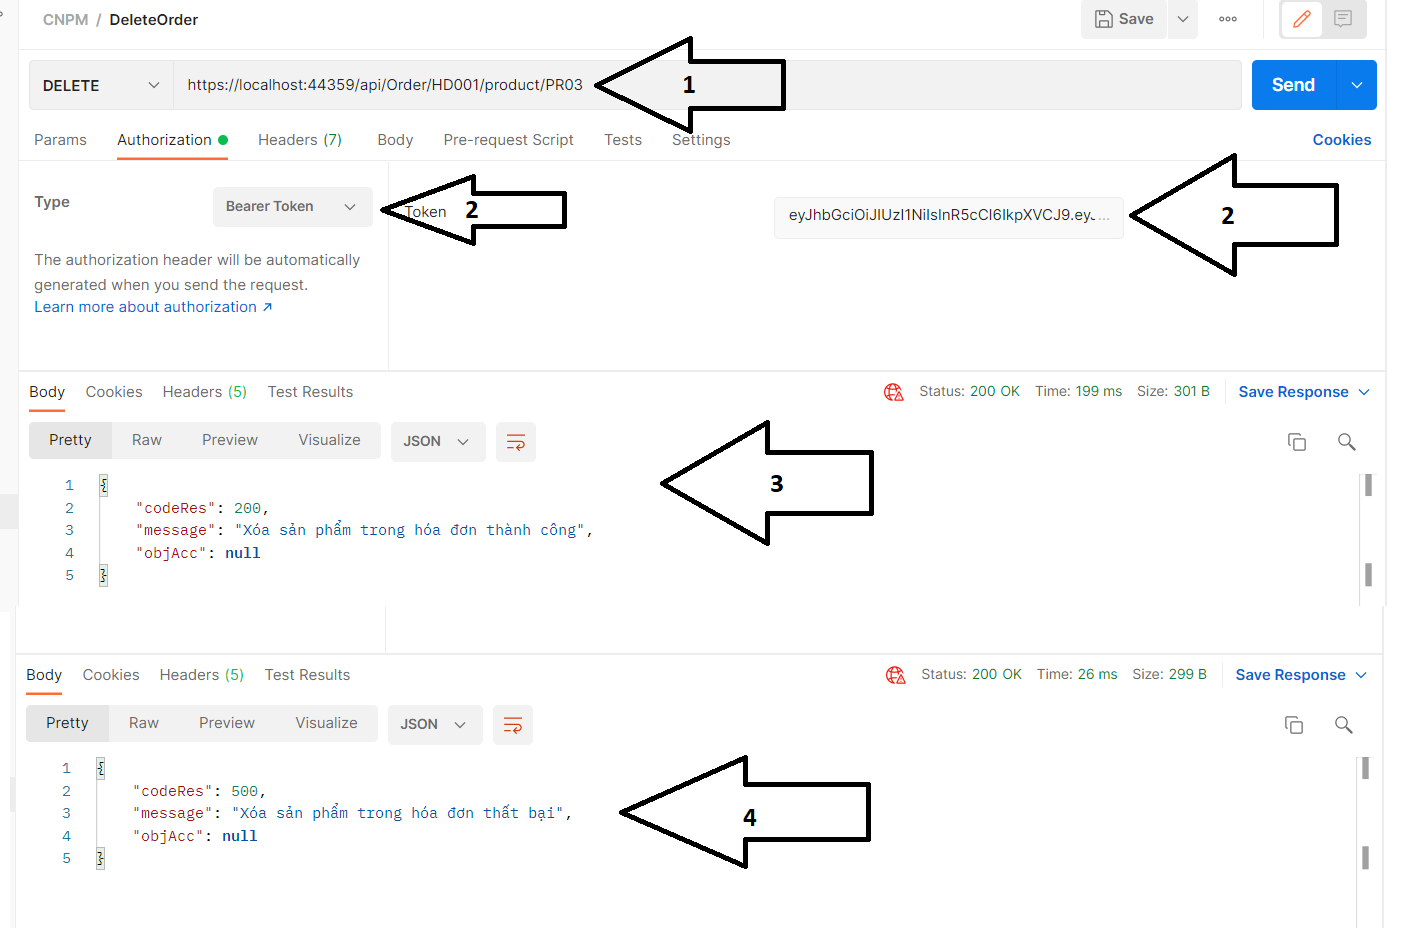 CNPM / DeleteOrder
Save
DELETE
https://localhost:44359/api/Order/HD001/product/PR03
1
Send
Params
Authorization
Headers (7)
Body
Pre-request Script
Tests
Settings
Cookies
Type
Bearer Token
Token
2
eyJhbGciOiJIUzI1NiIsInR5cCI6IkpXVCJ9.eyJ...
2
The authorization header will be automatically
generated when you send the request.
Learn more about authorization ↗
Body
Cookies
Headers (5)
Test Results
Status: 200 OK
Time: 199 ms
Size: 301 B
Save Response
Pretty
Raw
Preview
Visualize
JSON
3
1 {
2 "codeRes": 200,
3 "message": "Xóa sản phẩm trong hóa đơn thành công",
4 "objAcc": null
5 }
Body
Cookies
Headers (5)
Test Results
Status: 200 OK
Time: 26 ms
Size: 299 B
Save Response
Pretty
Raw
Preview
Visualize
JSON
1 {
2 "codeRes": 500,
3 "message": "Xóa sản phẩm trong hóa đơn thất bại",
4 "objAcc": null
5 }
4